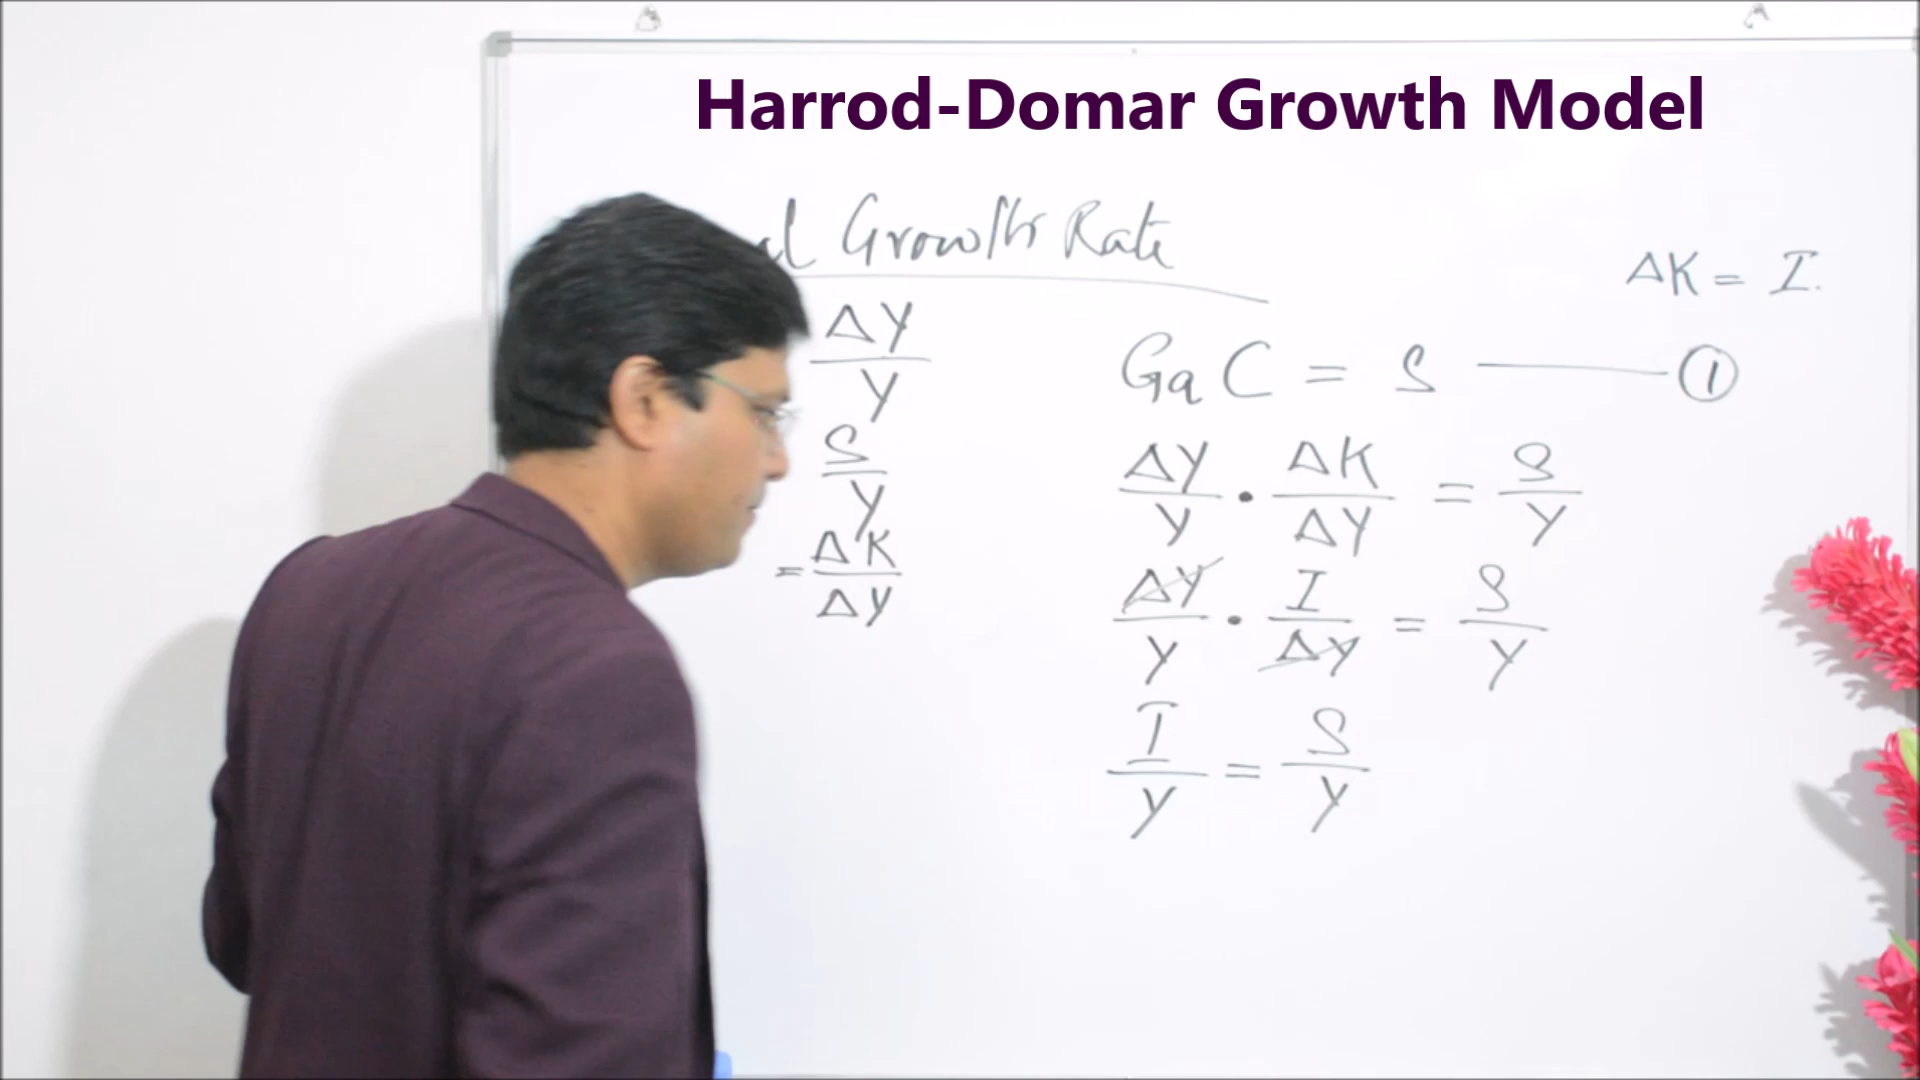 Harrod-Domar Growth Model
Growth Rate
ΔK = I.
ΔY
Y
S
Y
= ΔK
ΔY
Ga C = S ——— ①
ΔY/Y · ΔK/ΔY = S/Y
ΔY/Y · I/ΔY = S/Y
I/Y = S/Y